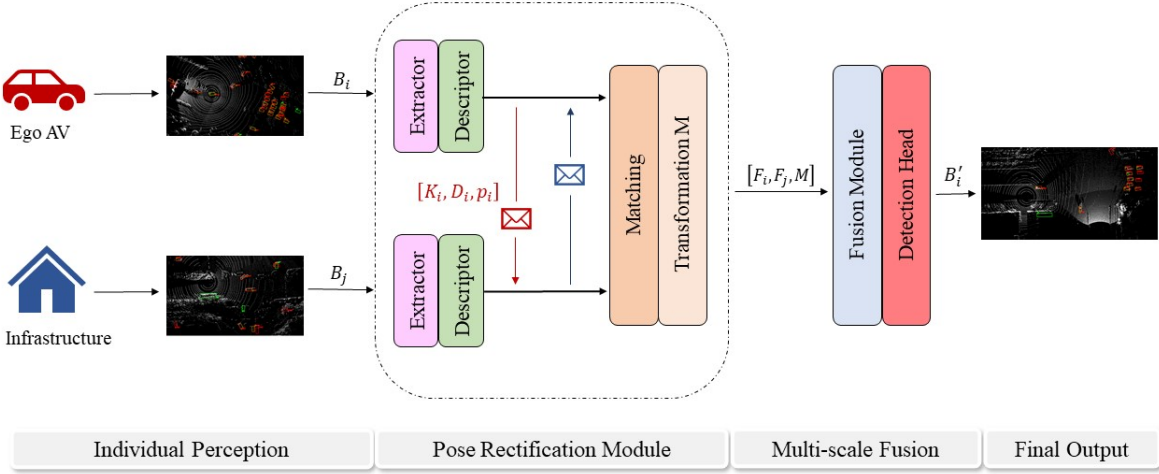 Ego AV
B_i
Extractor
Descriptor
[K_i, D_i, p_i]
Infrastructure
B_j
Extractor
Descriptor
Matching
Transformation M
[F_i, F_j, M]
Fusion Module
Detection Head
B_i'
Individual Perception
Pose Rectification Module
Multi-scale Fusion
Final Output